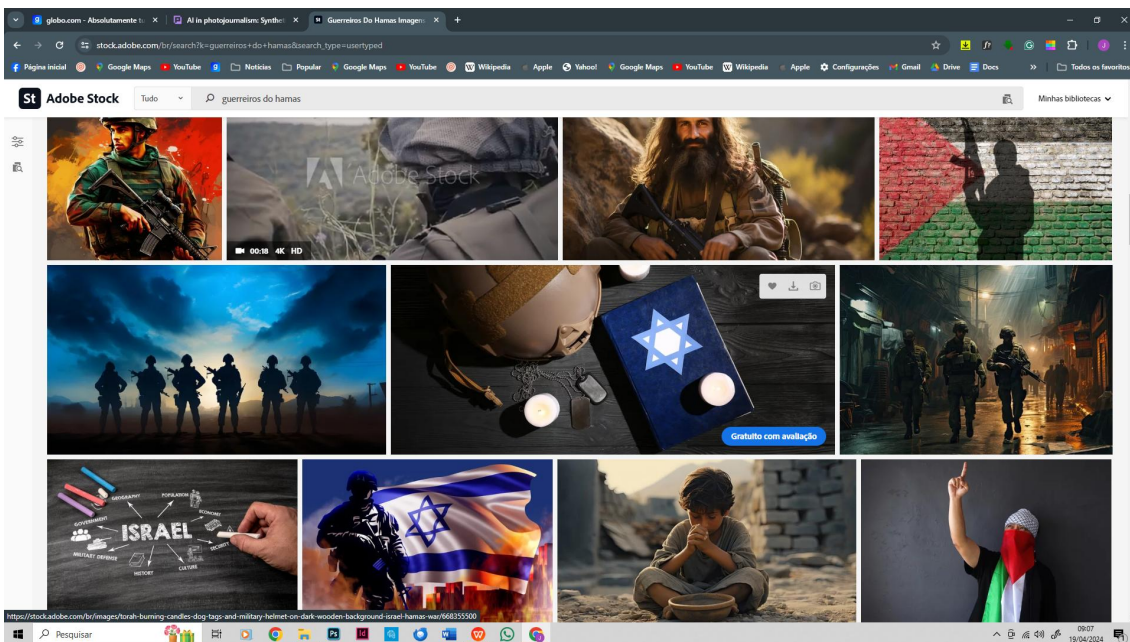 globo.com - Absolutamente tu
AI in photojournalism: Synthet
Guerreiros Do Hamas Imagens
stock.adobe.com/br/search?k=guerreiros+do+hamas&search_type=usertyped
Página inicial
Google Maps
YouTube
Notícias
Popular
Google Maps
YouTube
Wikipedia
Apple
Yahoo!
Google Maps
YouTube
Wikipedia
Apple
Configurações
Gmail
Drive
Docs
»
Todos os favoritos
St Adobe Stock
Tudo
guerreiros do hamas
Minhas bibliotecas
Adobe Stock
00:18 4K HD
Gratuito com avaliação
GEOGRAPHY
POPULATION
GOVERNMENT
ECONOMY
ISRAEL
MILITARY DEFENSE
SECURITY
HISTORY
CULTURE
https://stock.adobe.com/br/images/torah-burning-candles-dog-tags-and-military-helmet-on-dark-wooden-background-israel-hamas-war/668355500
Pesquisar
09:07
19/04/2024